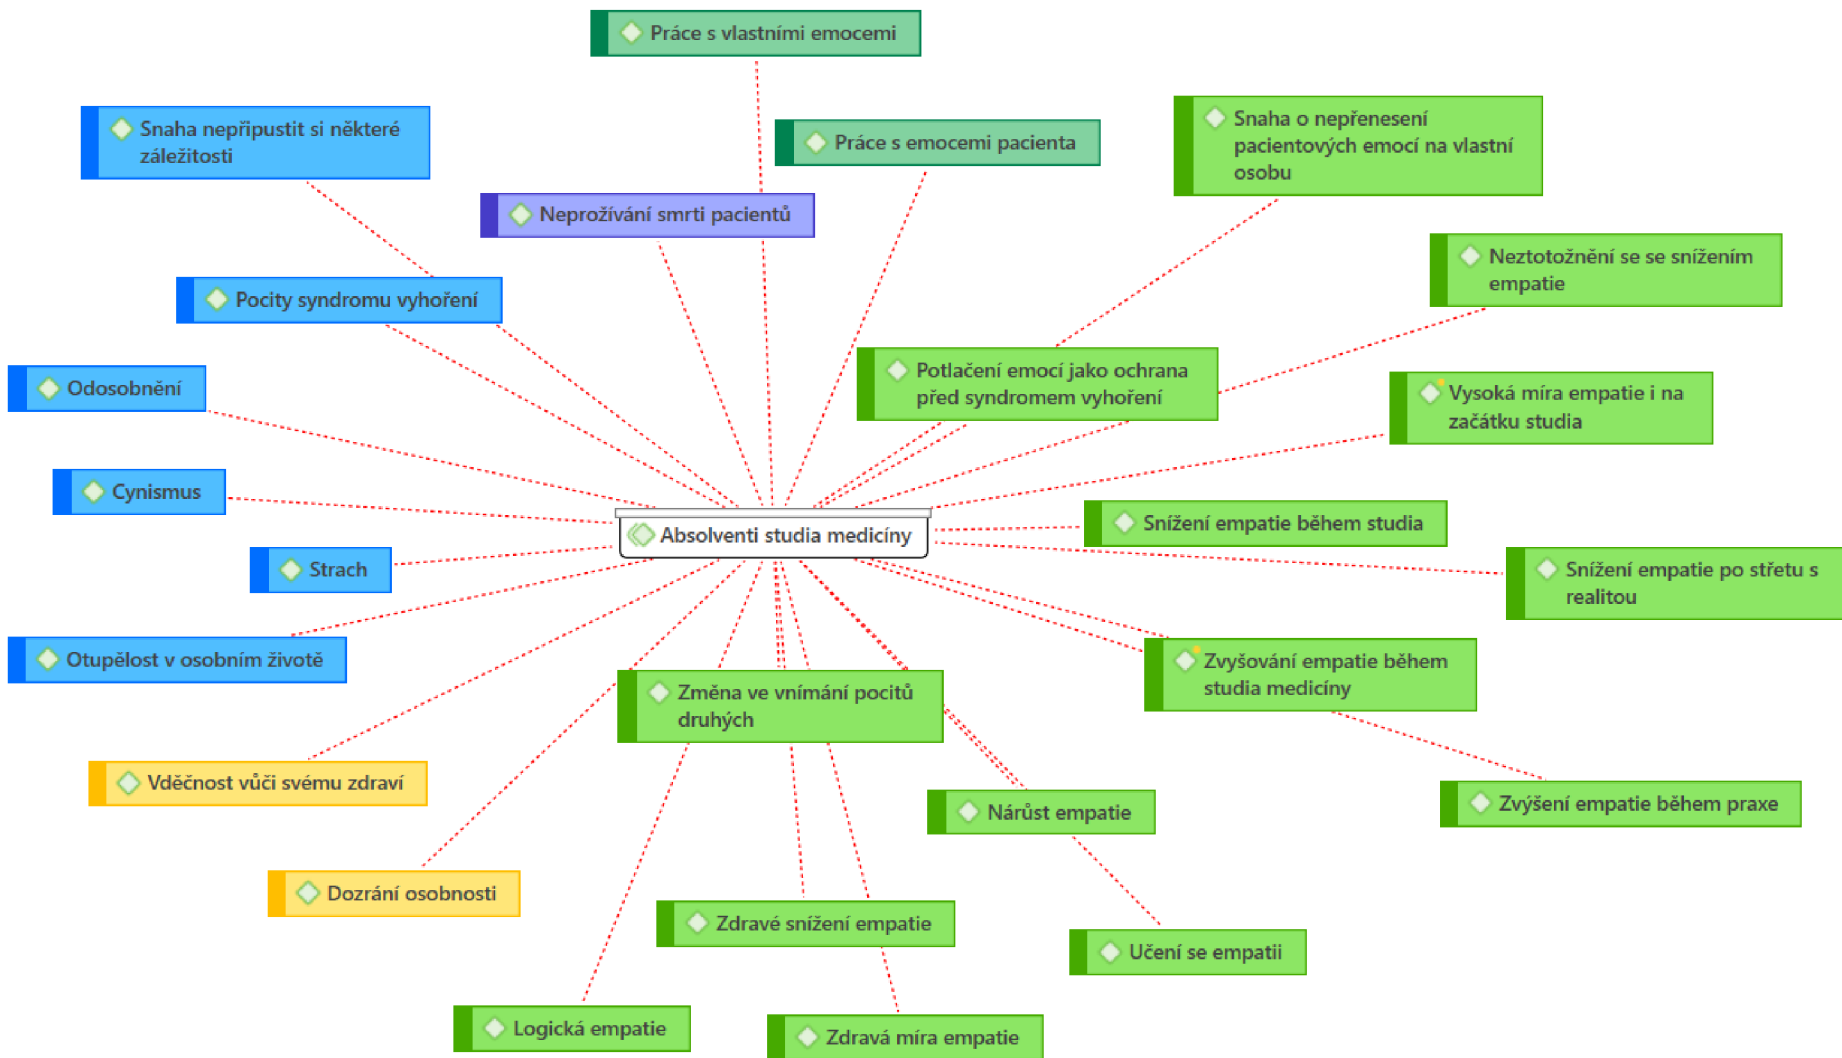 Práce s vlastními emocemi
Snaha nepřipustit si některé
záležitosti
Práce s emocemi pacienta
Snaha o nepřenesení
pacientových emocí na vlastní
osobu
Neprožívání smrti pacientů
Neztotožnění se se snížením
empatie
Pocity syndromu vyhoření
Potlačení emocí jako ochrana
před syndromem vyhoření
Odosobnění
Vysoká míra empatie i na
začátku studia
Cynismus
Snížení empatie během studia
Absolventi studia medicíny
Strach
Snížení empatie po střetu s
realitou
Otupělost v osobním životě
Zvyšování empatie během
studia medicíny
Změna ve vnímání pocitů
druhých
Vděčnost vůči svému zdraví
Nárůst empatie
Zvýšení empatie během praxe
Dozrání osobnosti
Zdravé snížení empatie
Učení se empatii
Logická empatie
Zdravá míra empatie